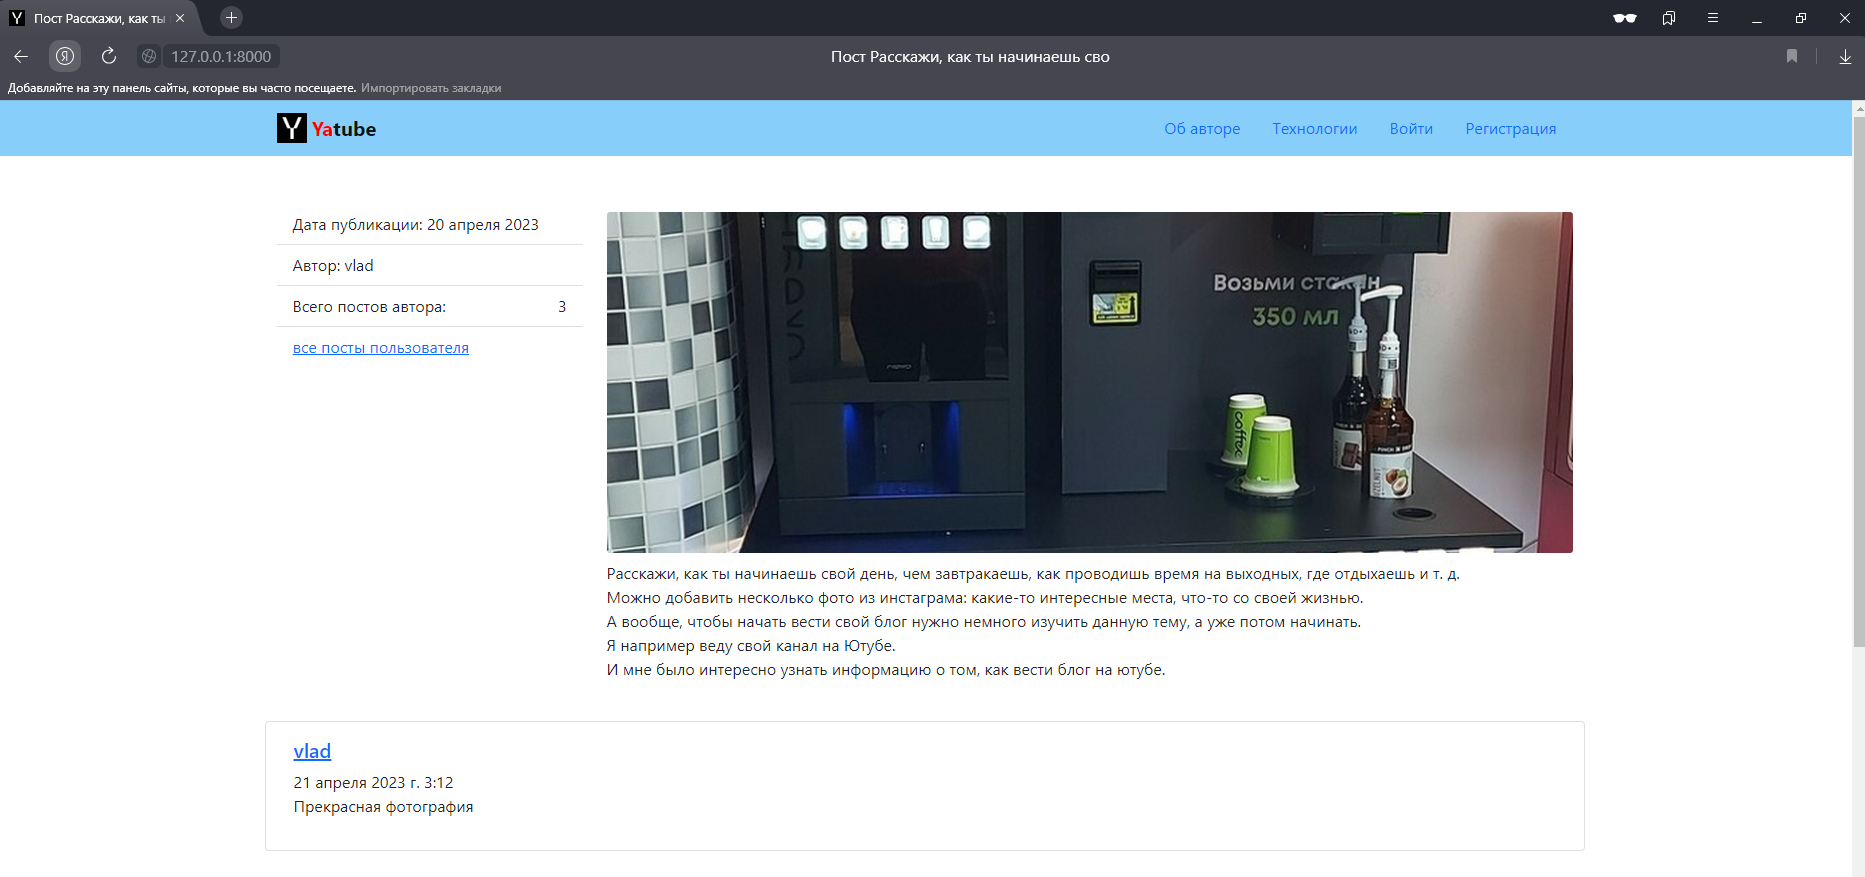 Пост Расскажи, как ты
127.0.0.1:8000
Пост Расскажи, как ты начинаешь сво
Добавляйте на эту панель сайты, которые вы часто посещаете. Импортировать закладки
Y Yatube
Об авторе Технологии Войти Регистрация
Дата публикации: 20 апреля 2023
Автор: vlad
Всего постов автора: 3
все посты пользователя
Возьми стакан
350 мл
coffee
Расскажи, как ты начинаешь свой день, чем завтракаешь, как проводишь время на выходных, где отдыхаешь и т. д.
Можно добавить несколько фото из инстаграма: какие-то интересные места, что-то со своей жизнью.
А вообще, чтобы начать вести свой блог нужно немного изучить данную тему, а уже потом начинать.
Я например веду свой канал на Ютубе.
И мне было интересно узнать информацию о том, как вести блог на ютубе.
vlad
21 апреля 2023 г. 3:12
Прекрасная фотография